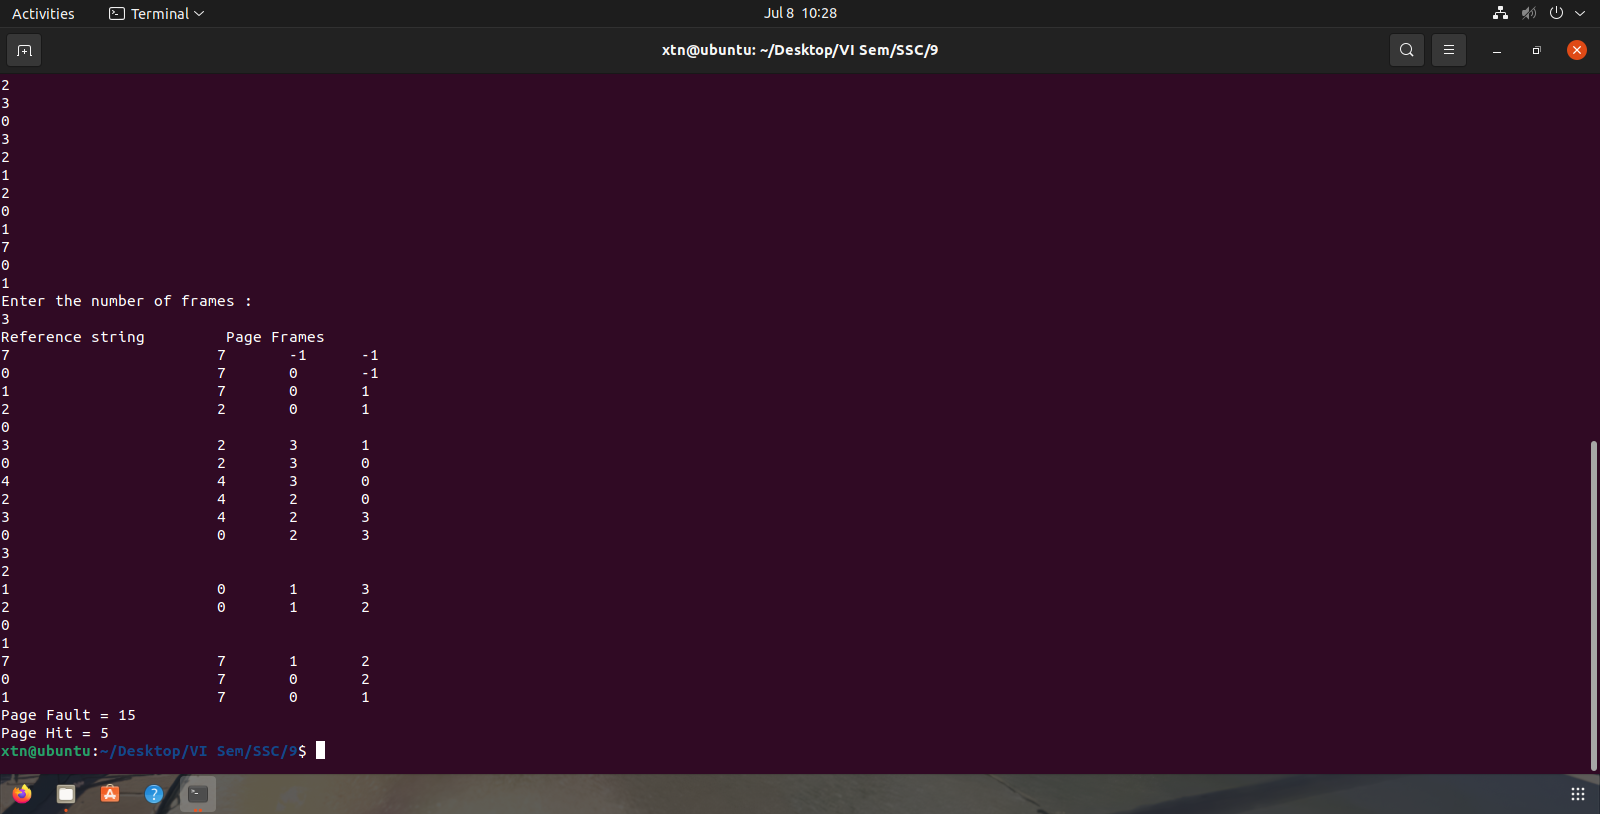 Activities Terminal Jul 8 10:28
xtn@ubuntu: ~/Desktop/VI Sem/SSC/9
2
3
0
3
2
1
2
0
1
7
0
1
Enter the number of frames :
3
Reference string Page Frames
7 7 -1 -1
0 7 0 -1
1 7 0 1
2 2 0 1
0
3 2 3 1
0 2 3 0
4 4 3 0
2 4 2 0
3 4 2 3
0 0 2 3
3
2
1 0 1 3
2 0 1 2
0
1
7 7 1 2
0 7 0 2
1 7 0 1
Page Fault = 15
Page Hit = 5
xtn@ubuntu:~/Desktop/VI Sem/SSC/9$